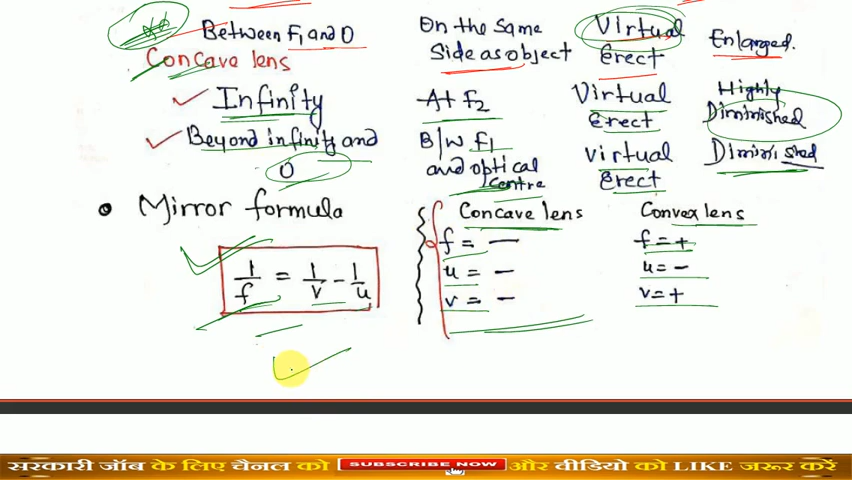 Between F₁ and O On the Same Side as object Virtual Erect Enlarged.
Concave lens
Infinity At F₂ Virtual Erect Highly Diminished
Beyond infinity and O B/W F₁ and optical Centre Virtual Erect Diminished
• Mirror formula
1/f = 1/v - 1/u
Concave lens Convex lens
f = - f = +
u = - u = -
v = - v = +
सरकारी जॉब के लिए चैनल को SUBSCRIBE NOW और वीडियो को LIKE जरूर करें